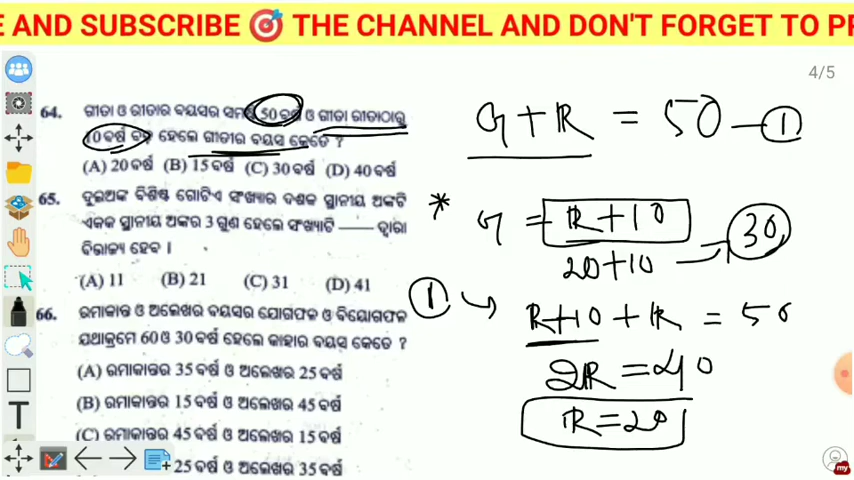 E AND SUBSCRIBE 🎯 THE CHANNEL AND DON'T FORGET TO PR
4/5
64. ଗୀତା ଓ ରୀତାର ବୟସର ସମଷ୍ଟି 50 ବର୍ଷ ଓ ଗୀତା ରୀତାଠାରୁ
10 ବର୍ଷ ବଡ଼ ହେଲେ ଗୀତାର ବୟସ କେତେ ?
(A) 20 ବର୍ଷ (B) 15 ବର୍ଷ (C) 30 ବର୍ଷ (D) 40 ବର୍ଷ
65. ଦୁଇଅଙ୍କ ବିଶିଷ୍ଟ ଗୋଟିଏ ସଂଖ୍ୟାର ଦଶକ ସ୍ଥାନୀୟ ଅଙ୍କଟି
ଏକକ ସ୍ଥାନୀୟ ଅଙ୍କର 3 ଗୁଣ ହେଲେ ସଂଖ୍ୟାଟି —— ଦ୍ୱାରା
ବିଭାଜ୍ୟ ହେବ ।
(A) 11 (B) 21 (C) 31 (D) 41
66. ରମାକାନ୍ତ ଓ ଅଲେଖର ବୟସର ଯୋଗଫଳ ଓ ବିୟୋଗଫଳ
ଯଥାକ୍ରମେ 60 ଓ 30 ବର୍ଷ ହେଲେ କାହାର ବୟସ କେତେ ?
(A) ରମାକାନ୍ତର 35 ବର୍ଷ ଓ ଅଲେଖର 25 ବର୍ଷ
(B) ରମାକାନ୍ତର 15 ବର୍ଷ ଓ ଅଲେଖର 45 ବର୍ଷ
(C) ରମାକାନ୍ତର 45 ବର୍ଷ ଓ ଅଲେଖର 15 ବର୍ଷ
25 ବର୍ଷ ଓ ଅଲେଖର 35 ବର୍ଷ
G + R = 50 — 1
* G = R + 10
20 + 10 → 30
1 → R + 10 + R = 50
2R = 40
R = 20
T
my